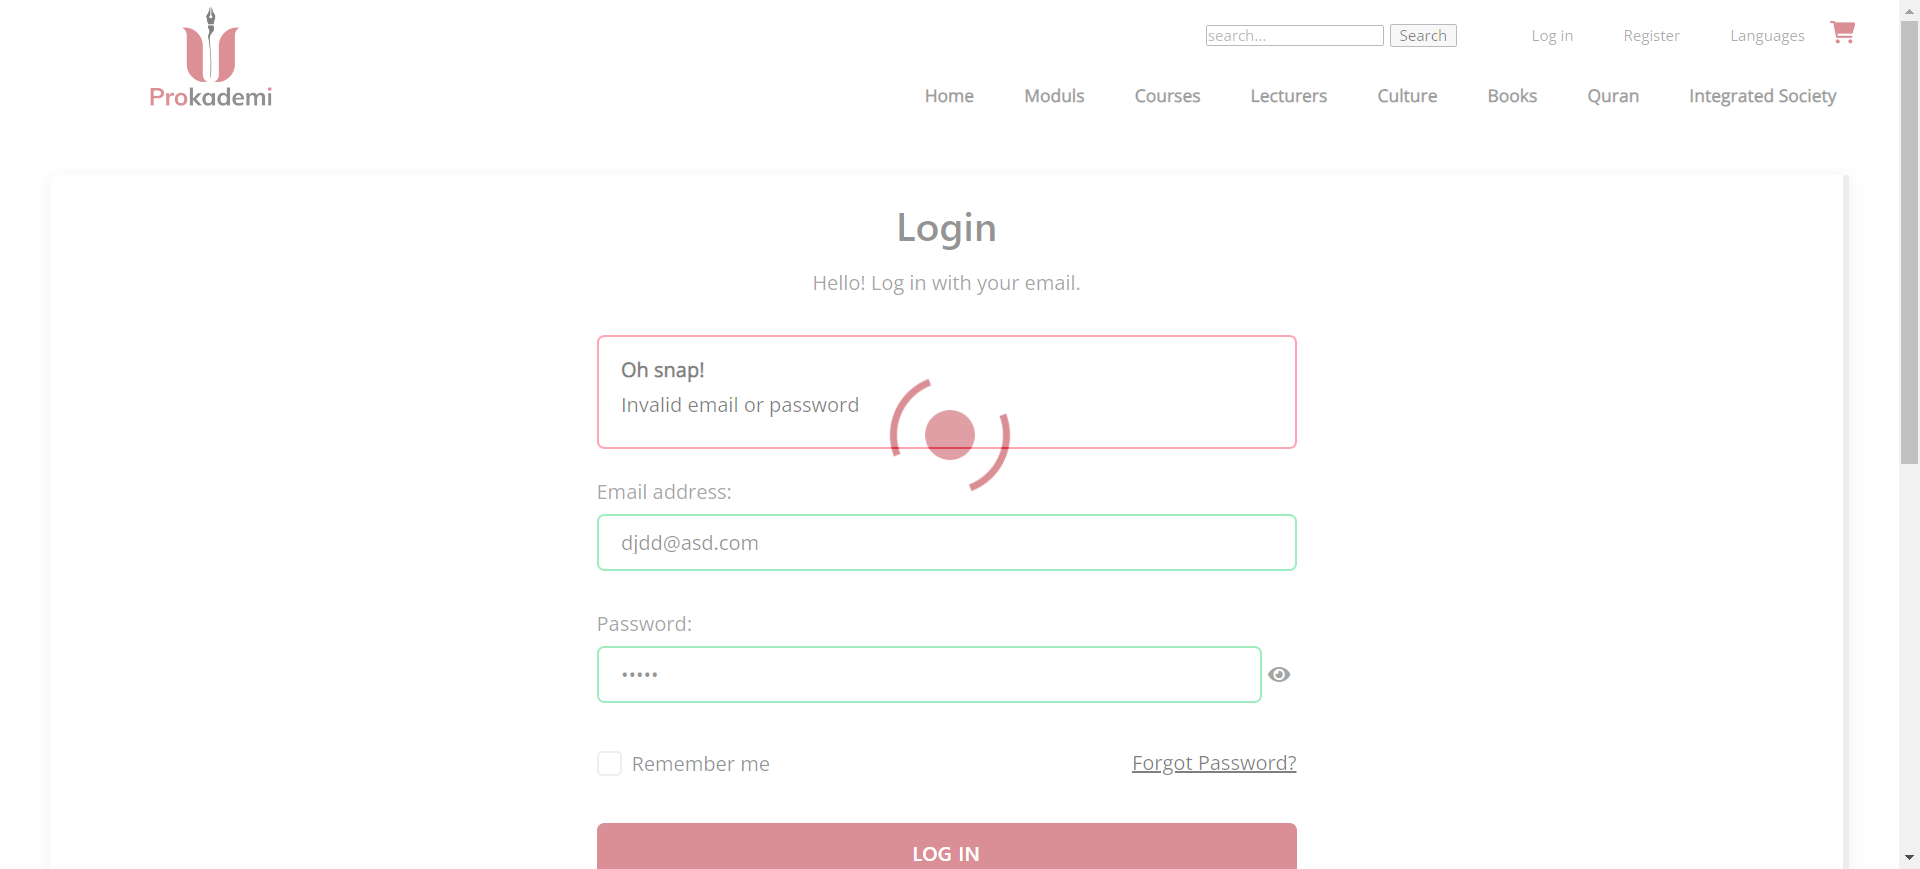 search...
Search
Log in
Register
Languages
Prokademi
Home
Moduls
Courses
Lecturers
Culture
Books
Quran
Integrated Society
Login
Hello! Log in with your email.
Oh snap!
Invalid email or password
Email address:
djdd@asd.com
Password:
•••••
Remember me
Forgot Password?
LOG IN